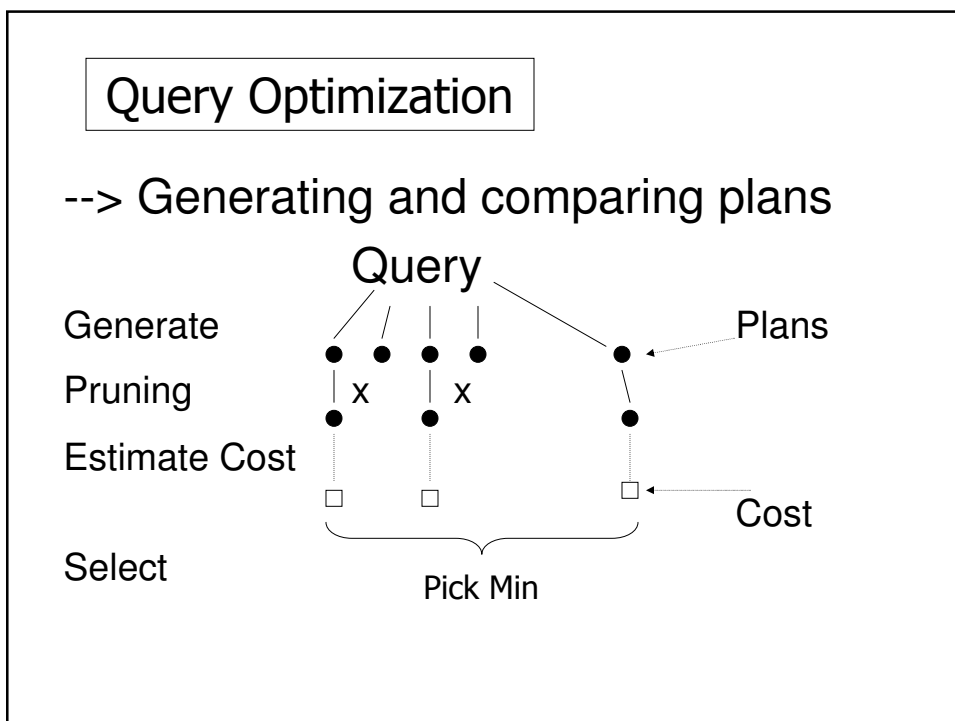 Query Optimization
--> Generating and comparing plans
Query
Generate
Plans
Pruning
x x
Estimate Cost
Cost
Select
Pick Min